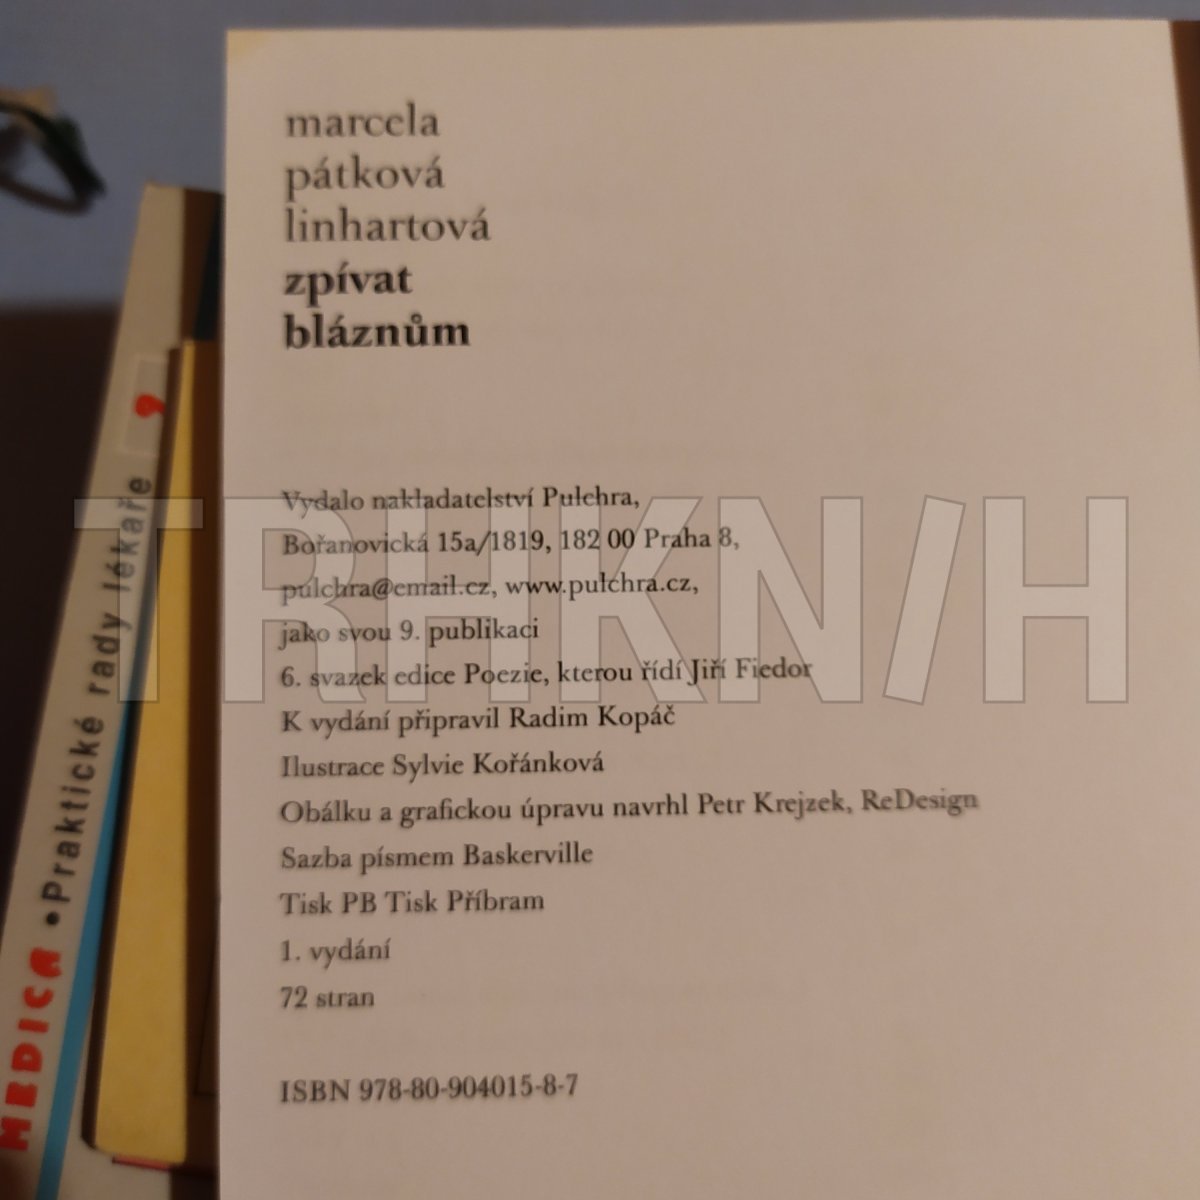 marcela
pátková
linhartová
zpívat
bláznům
Vydalo nakladatelství Pulchra,
Bořanovická 15a/1819, 182 00 Praha 8,
pulchra@email.cz, www.pulchra.cz,
jako svou 9. publikaci
6. svazek edice Poezie, kterou řídí Jiří Fiedor
K vydání připravil Radim Kopáč
Ilustrace Sylvie Kořánková
Obálku a grafickou úpravu navrhl Petr Krejzek, ReDesign
Sazba písmem Baskerville
Tisk PB Tisk Příbram
1. vydání
72 stran
ISBN 978-80-904015-8-7
MEDICA • Praktické rady lékaře 9
TRHKN/H